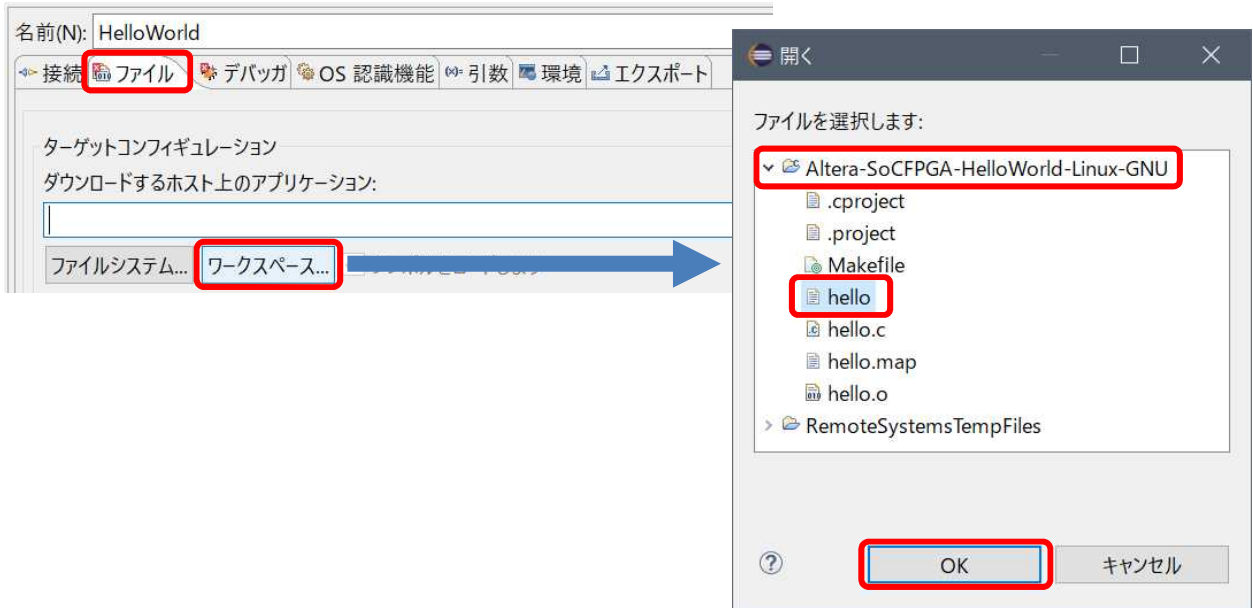 名前(N): HelloWorld
接続 ファイル デバッガ OS 認識機能 引数 環境 エクスポート
ターゲットコンフィギュレーション
ダウンロードするホスト上のアプリケーション:
ファイルシステム... ワークスペース...
開く
ファイルを選択します:
Altera-SoCFPGA-HelloWorld-Linux-GNU
.cproject
.project
Makefile
hello
hello.c
hello.map
hello.o
RemoteSystemsTempFiles
OK キャンセル